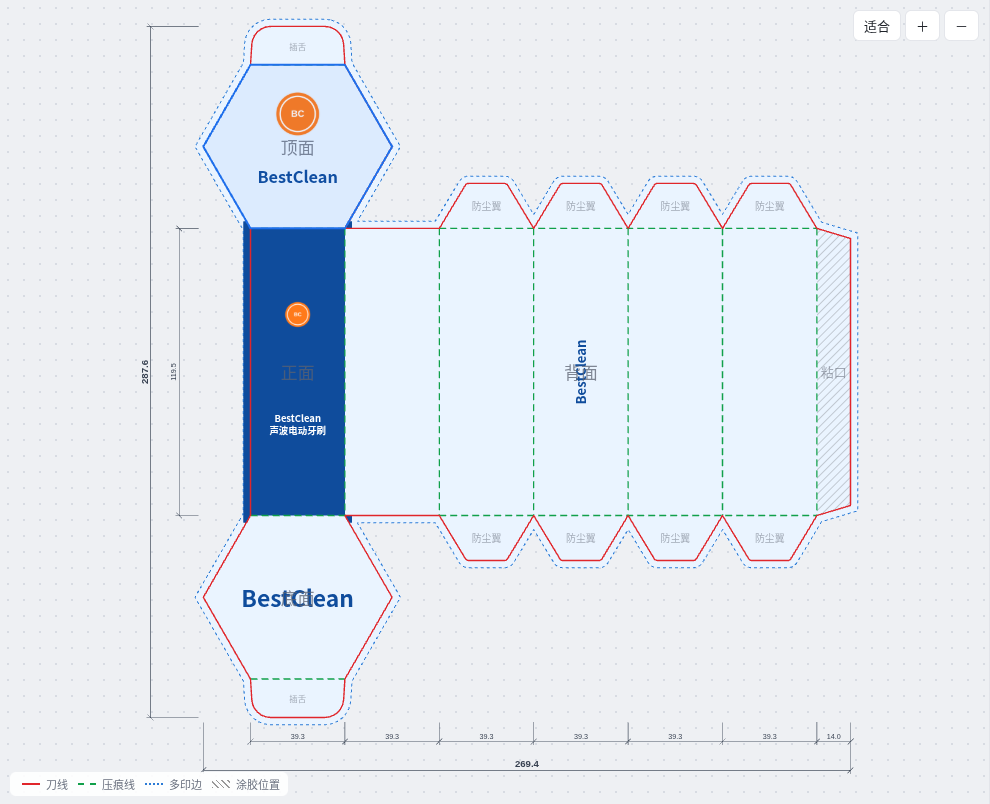 适合
+
−
插舌
BC
顶面
BestClean
防尘翼
防尘翼
防尘翼
防尘翼
BC
287.6
119.5
正面
背面
BestClean
粘口
BestClean
声波电动牙刷
防尘翼
防尘翼
防尘翼
防尘翼
底面
BestClean
插舌
39.3
39.3
39.3
39.3
39.3
39.3
14.0
269.4
刀线
压痕线
多印边
涂胶位置